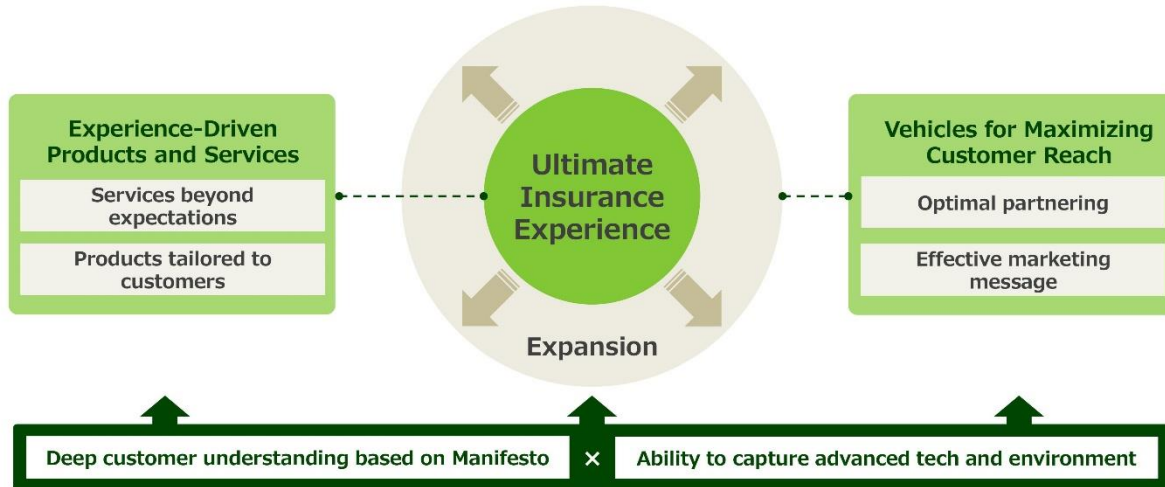 Experience-Driven
Products and Services
Services beyond
expectations
Products tailored to
customers
Ultimate
Insurance
Experience
Expansion
Vehicles for Maximizing
Customer Reach
Optimal partnering
Effective marketing
message
Deep customer understanding based on Manifesto × Ability to capture advanced tech and environment